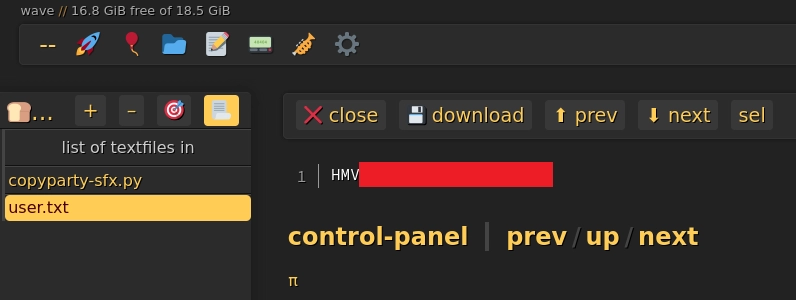 wave // 16.8 GiB free of 18.5 GiB
--
... + - close download prev next sel
list of textfiles in
copyparty-sfx.py
user.txt
1 HMV
control-panel | prev / up / next
π